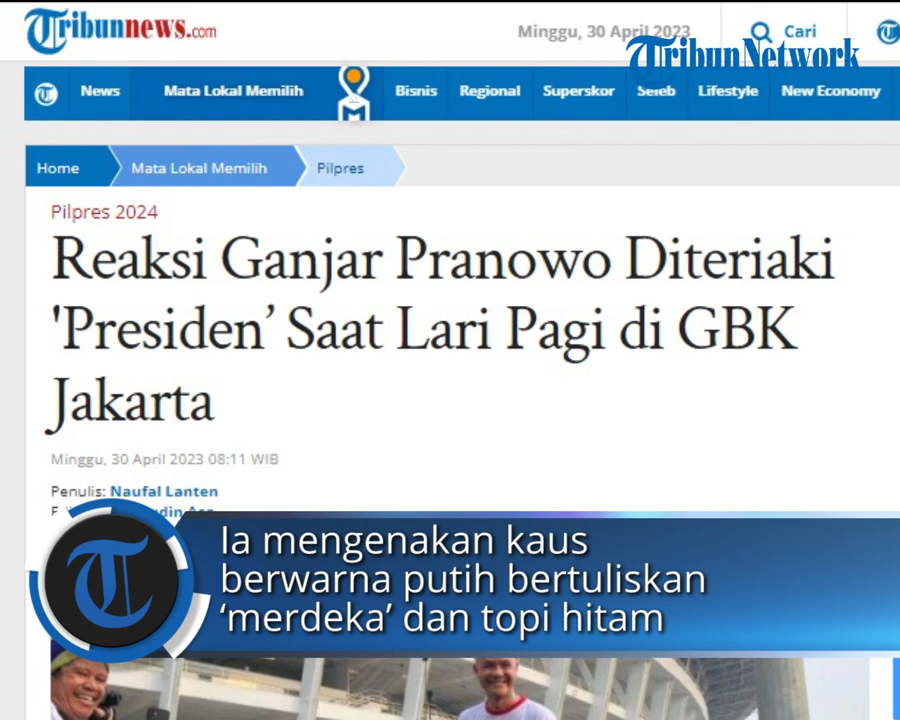 Tribunnews.com
Minggu, 30 April 2023
Cari
TribunNetwork
News Mata Lokal Memilih Bisnis Regional Superskor Seleb Lifestyle New Economy
Home Mata Lokal Memilih Pilpres
Pilpres 2024
Reaksi Ganjar Pranowo Diteriaki
'Presiden’ Saat Lari Pagi di GBK
Jakarta
Minggu, 30 April 2023 08:11 WIB
Penulis: Naufal Lanten
Ia mengenakan kaus
berwarna putih bertuliskan
‘merdeka’ dan topi hitam